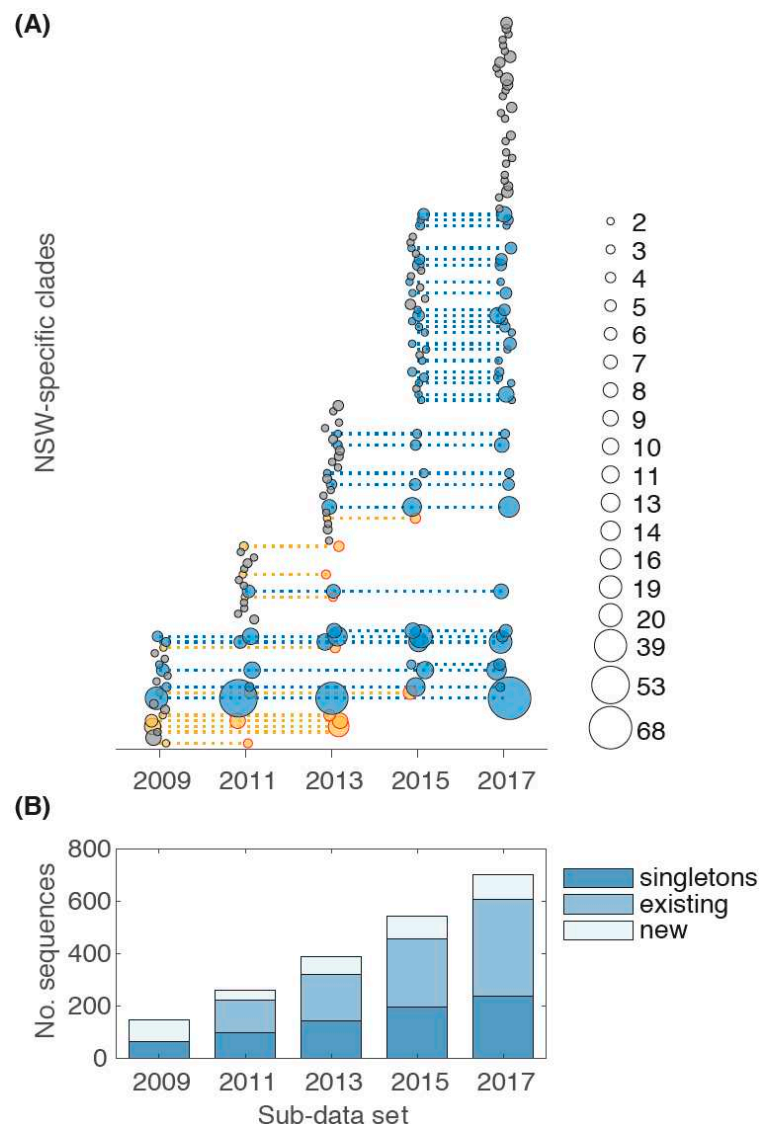 (A)
NSW-specific clades
2
3
4
5
6
7
8
9
10
11
13
14
16
19
20
39
53
68
2009 2011 2013 2015 2017
(B)
No. sequences
800
600
400
200
0
singletons
existing
new
2009 2011 2013 2015 2017
Sub-data set